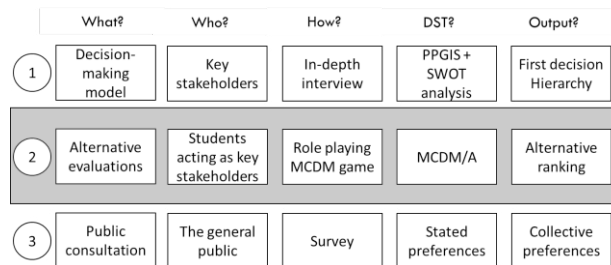 What? Who? How? DST? Output?
1
Decision-
making
model
Key
stakeholders
In-depth
interview
PPGIS +
SWOT
analysis
First decision
Hierarchy
2
Alternative
evaluations
Students
acting as key
stakeholders
Role playing
MCDM game
MCDM/A
Alternative
ranking
3
Public
consultation
The general
public
Survey
Stated
preferences
Collective
preferences